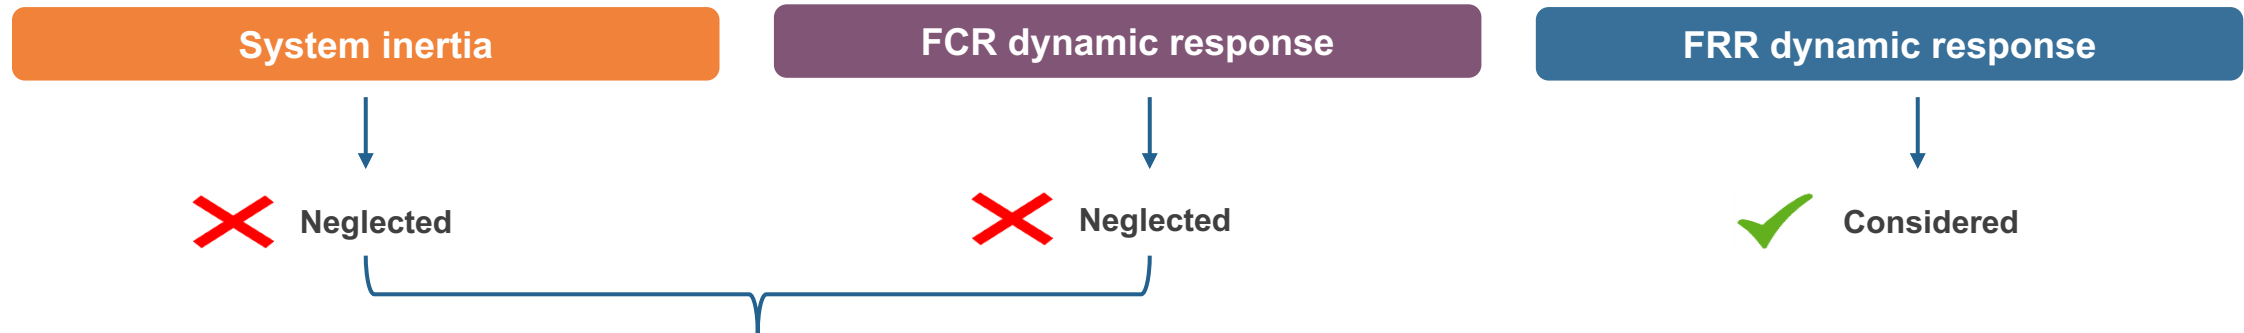 System inertia
FCR dynamic response
FRR dynamic response
Neglected
Neglected
Considered